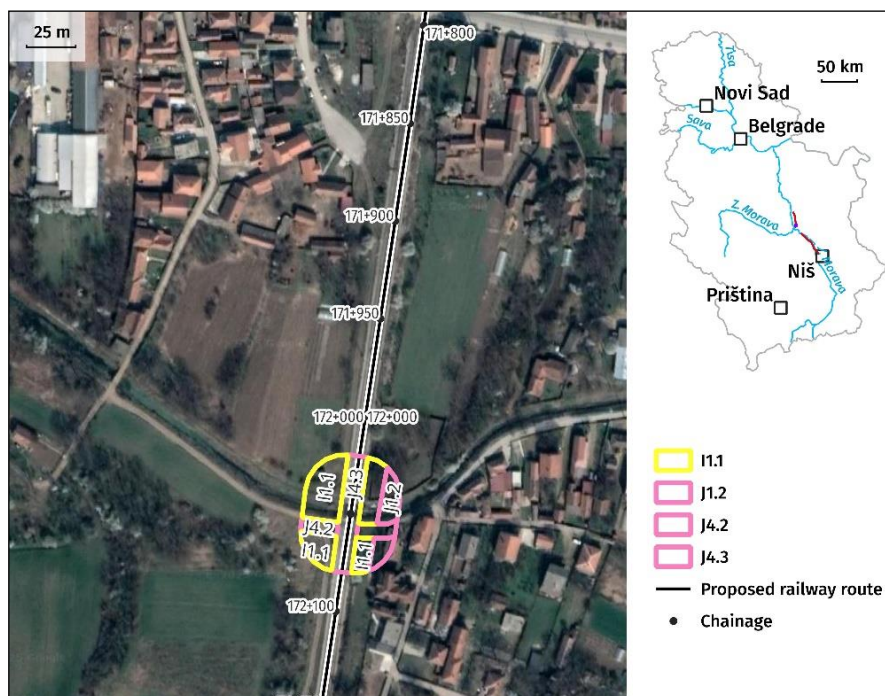 25 m
171+800
171+850
171+900
171+950
172+000 172+000
I1.1
J4.3
J1.2
J4.2
I1.1
I1.1
172+100
Tisa
50 km
Novi Sad
Sava
Belgrade
Z. Morava
Niš
Morava
Priština
I1.1
J1.2
J4.2
J4.3
Proposed railway route
Chainage